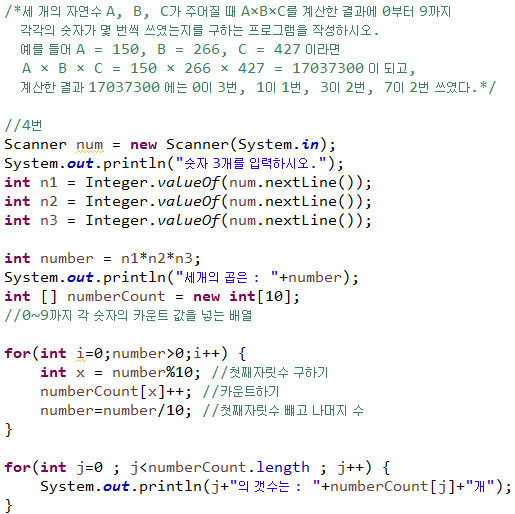 /*세 개의 자연수 A, B, C가 주어질 때 A×B×C를 계산한 결과에 0부터 9까지
각각의 숫자가 몇 번씩 쓰였는지를 구하는 프로그램을 작성하시오.
예를 들어 A = 150, B = 266, C = 427 이라면
A × B × C = 150 × 266 × 427 = 17037300 이 되고,
계산한 결과 17037300 에는 0이 3번, 1이 1번, 3이 2번, 7이 2번 쓰였다.*/
//4번
Scanner num = new Scanner(System.in);
System.out.println("숫자 3개를 입력하시오.");
int n1 = Integer.valueOf(num.nextLine());
int n2 = Integer.valueOf(num.nextLine());
int n3 = Integer.valueOf(num.nextLine());
int number = n1*n2*n3;
System.out.println("세개의 곱은 : "+number);
int [] numberCount = new int[10];
//0~9까지 각 숫자의 카운트 값을 넣는 배열
for(int i=0;number>0;i++) {
int x = number%10; //첫째자릿수 구하기
numberCount[x]++; //카운트하기
number=number/10; //첫째자릿수 빼고 나머지 수
}
for(int j=0 ; j<numberCount.length ; j++) {
System.out.println(j+"의 갯수는 : "+numberCount[j]+"개");
}